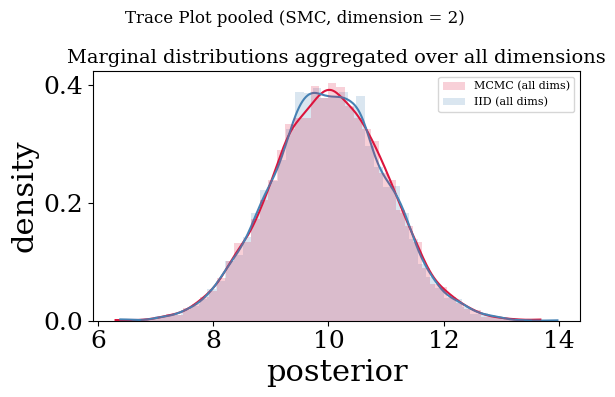 Trace Plot pooled (SMC, dimension = 2)
Marginal distributions aggregated over all dimensions
MCMC (all dims)
IID (all dims)
density
0.4
0.2
0.0
6 8 10 12 14
posterior